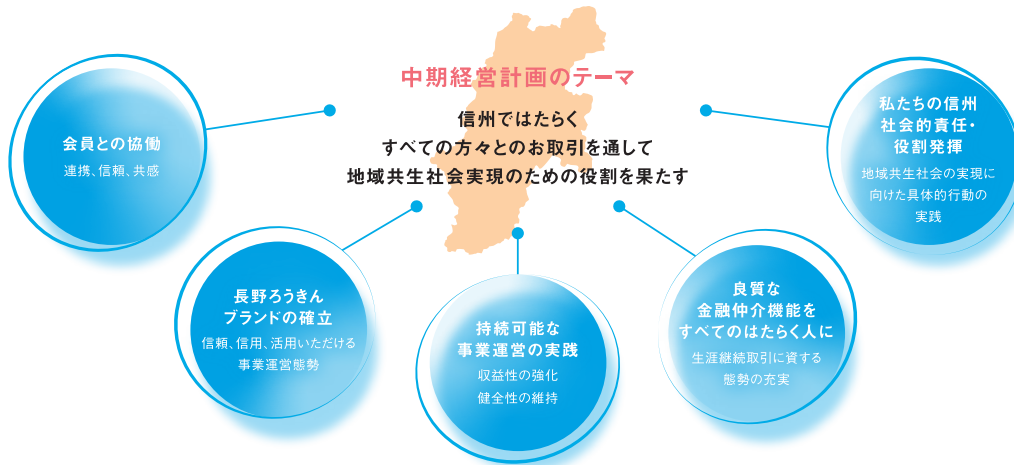 中期経営計画のテーマ
信州ではたらく
すべての方々とのお取引を通して
地域共生社会実現のための役割を果たす
会員との協働
連携、信頼、共感
長野ろうきん
ブランドの確立
信頼、信用、活用いただける
事業運営態勢
持続可能な
事業運営の実践
収益性の強化
健全性の維持
良質な
金融仲介機能を
すべてのはたらく人に
生涯継続取引に資する
態勢の充実
私たちの信州
社会的責任・
役割発揮
地域共生社会の実現に
向けた具体的行動の
実践